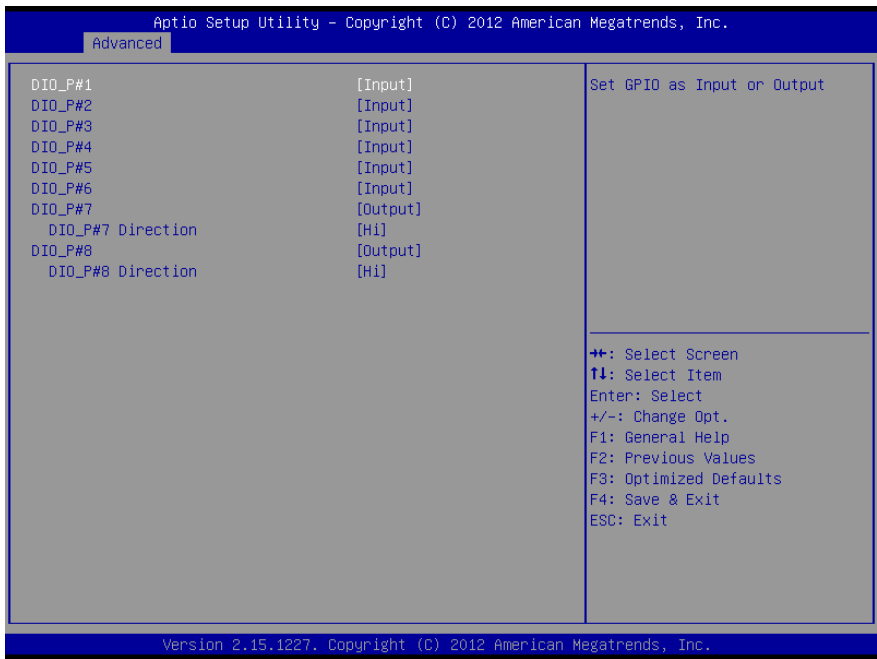 Aptio Setup Utility – Copyright (C) 2012 American Megatrends, Inc.
Advanced
DIO_P#1 [Input]
DIO_P#2 [Input]
DIO_P#3 [Input]
DIO_P#4 [Input]
DIO_P#5 [Input]
DIO_P#6 [Input]
DIO_P#7 [Output]
DIO_P#7 Direction [Hi]
DIO_P#8 [Output]
DIO_P#8 Direction [Hi]
Set GPIO as Input or Output
→←: Select Screen
↑↓: Select Item
Enter: Select
+/-: Change Opt.
F1: General Help
F2: Previous Values
F3: Optimized Defaults
F4: Save & Exit
ESC: Exit
Version 2.15.1227. Copyright (C) 2012 American Megatrends, Inc.